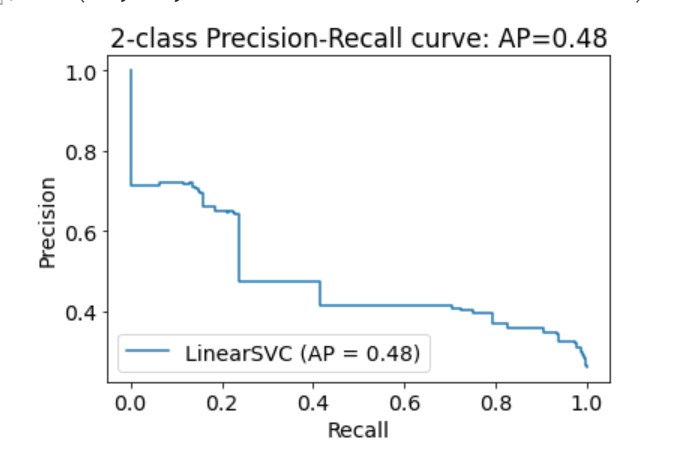 2-class Precision-Recall curve: AP=0.48
1.0
0.8
0.6
0.4
Precision
LinearSVC (AP = 0.48)
0.0 0.2 0.4 0.6 0.8 1.0
Recall